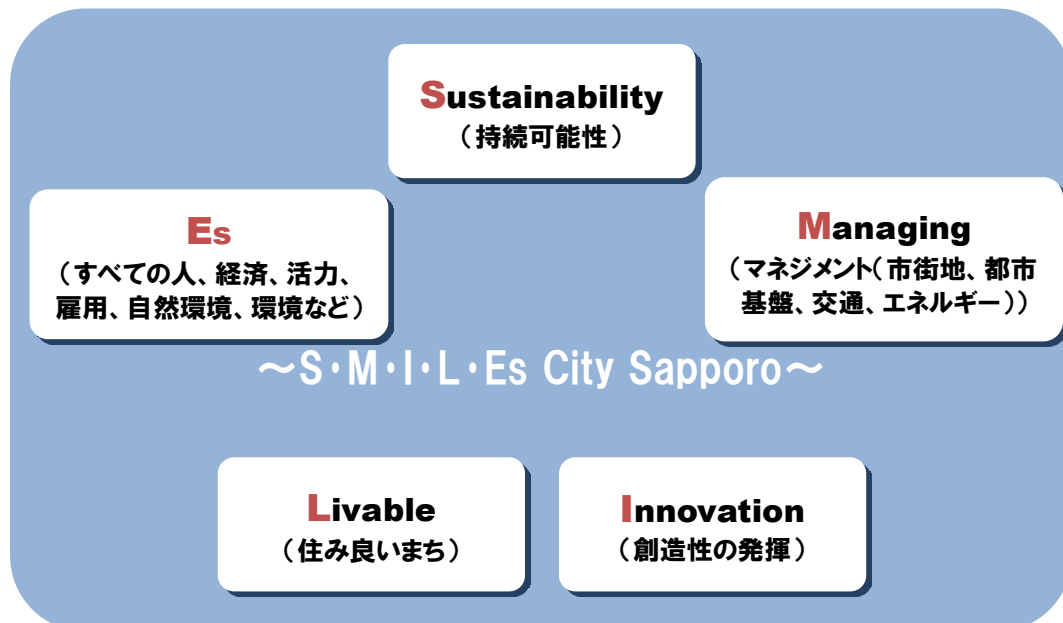 Sustainability
（持続可能性）
Es
（すべての人、経済、活力、
雇用、自然環境、環境など）
Managing
（マネジメント（市街地、都市
基盤、交通、エネルギー））
～S・M・I・L・Es City Sapporo～
Livable
（住み良いまち）
Innovation
（創造性の発揮）